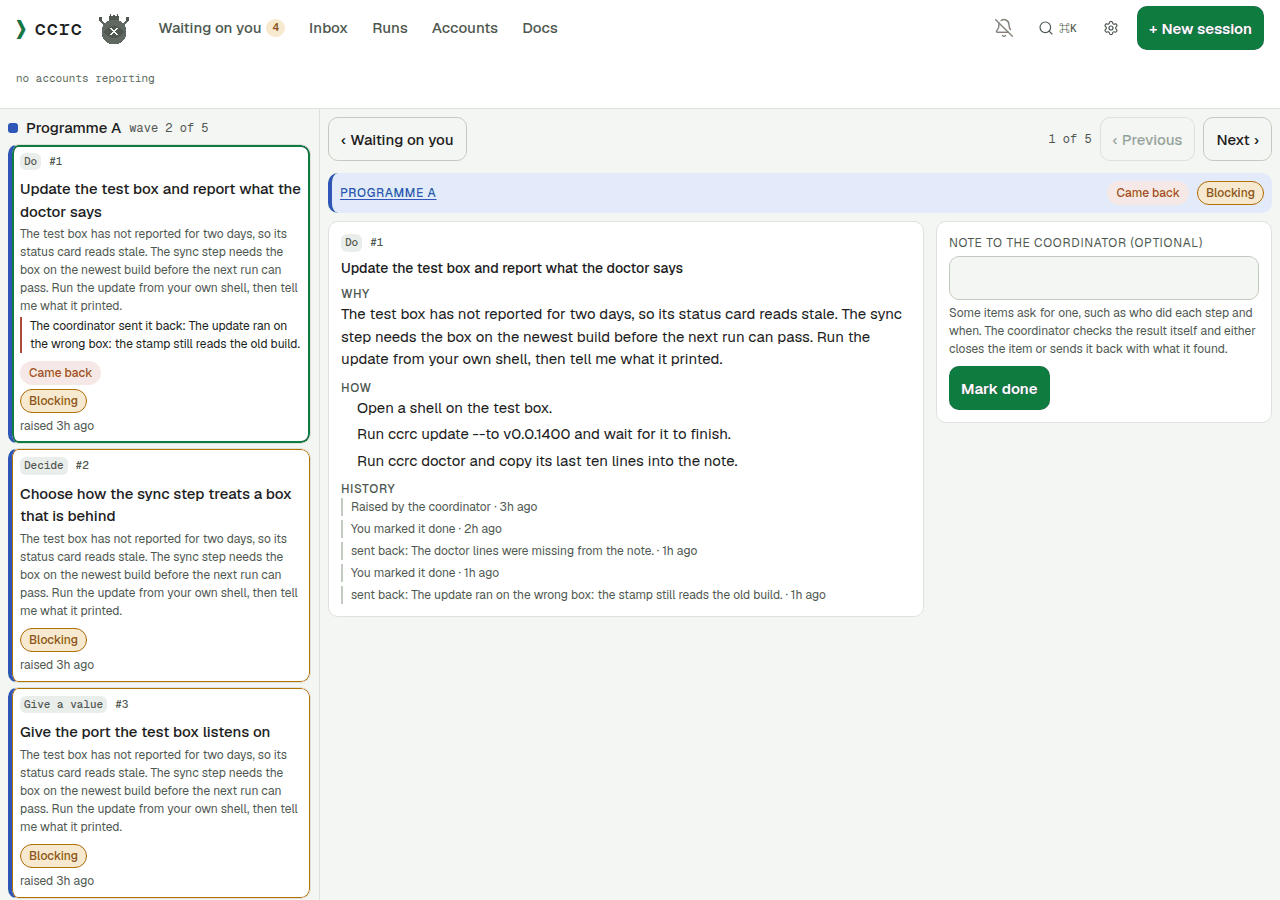 ccrc
Waiting on you 4
Inbox
Runs
Accounts
Docs
⌘K
+ New session
no accounts reporting
Programme A wave 2 of 5
Do #1
Update the test box and report what the
doctor says
The test box has not reported for two days, so its
status card reads stale. The sync step needs the
box on the newest build before the next run can
pass. Run the update from your own shell, then tell
me what it printed.
The coordinator sent it back: The update ran on
the wrong box: the stamp still reads the old build.
Came back
Blocking
raised 3h ago
Decide #2
Choose how the sync step treats a box
that is behind
The test box has not reported for two days, so its
status card reads stale. The sync step needs the
box on the newest build before the next run can
pass. Run the update from your own shell, then tell
me what it printed.
Blocking
raised 3h ago
Give a value #3
Give the port the test box listens on
The test box has not reported for two days, so its
status card reads stale. The sync step needs the
box on the newest build before the next run can
pass. Run the update from your own shell, then tell
me what it printed.
Blocking
raised 3h ago
‹ Waiting on you
1 of 5
‹ Previous
Next ›
PROGRAMME A
Came back
Blocking
Do #1
Update the test box and report what the doctor says
WHY
The test box has not reported for two days, so its status card reads stale. The sync
step needs the box on the newest build before the next run can pass. Run the
update from your own shell, then tell me what it printed.
HOW
Open a shell on the test box.
Run ccrc update --to v0.0.1400 and wait for it to finish.
Run ccrc doctor and copy its last ten lines into the note.
HISTORY
Raised by the coordinator · 3h ago
You marked it done · 2h ago
sent back: The doctor lines were missing from the note. · 1h ago
You marked it done · 1h ago
sent back: The update ran on the wrong box: the stamp still reads the old build. · 1h ago
NOTE TO THE COORDINATOR (OPTIONAL)
Some items ask for one, such as who did each step and
when. The coordinator checks the result itself and either
closes the item or sends it back with what it found.
Mark done